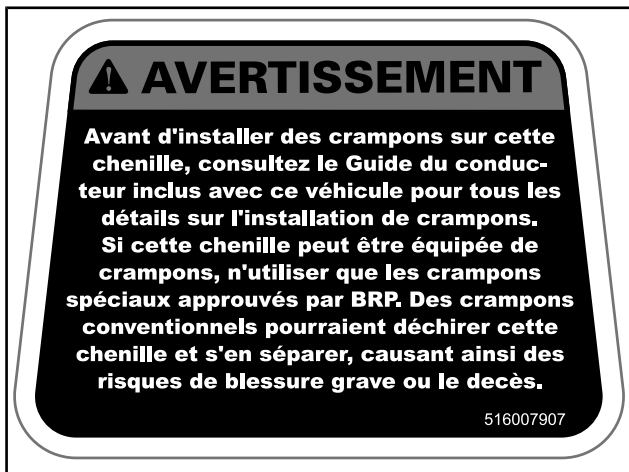 AVERTISSEMENT
Avant d'installer des crampons sur cette
chenille, consultez le Guide du conduc-
teur inclus avec ce véhicule pour tous les
détails sur l'installation de crampons.
Si cette chenille peut être équipée de
crampons, n'utiliser que les crampons
spéciaux approuvés par BRP. Des crampons
conventionnels pourraient déchirer cette
chenille et s'en séparer, causant ainsi des
risques de blessure grave ou le decès.
516007907